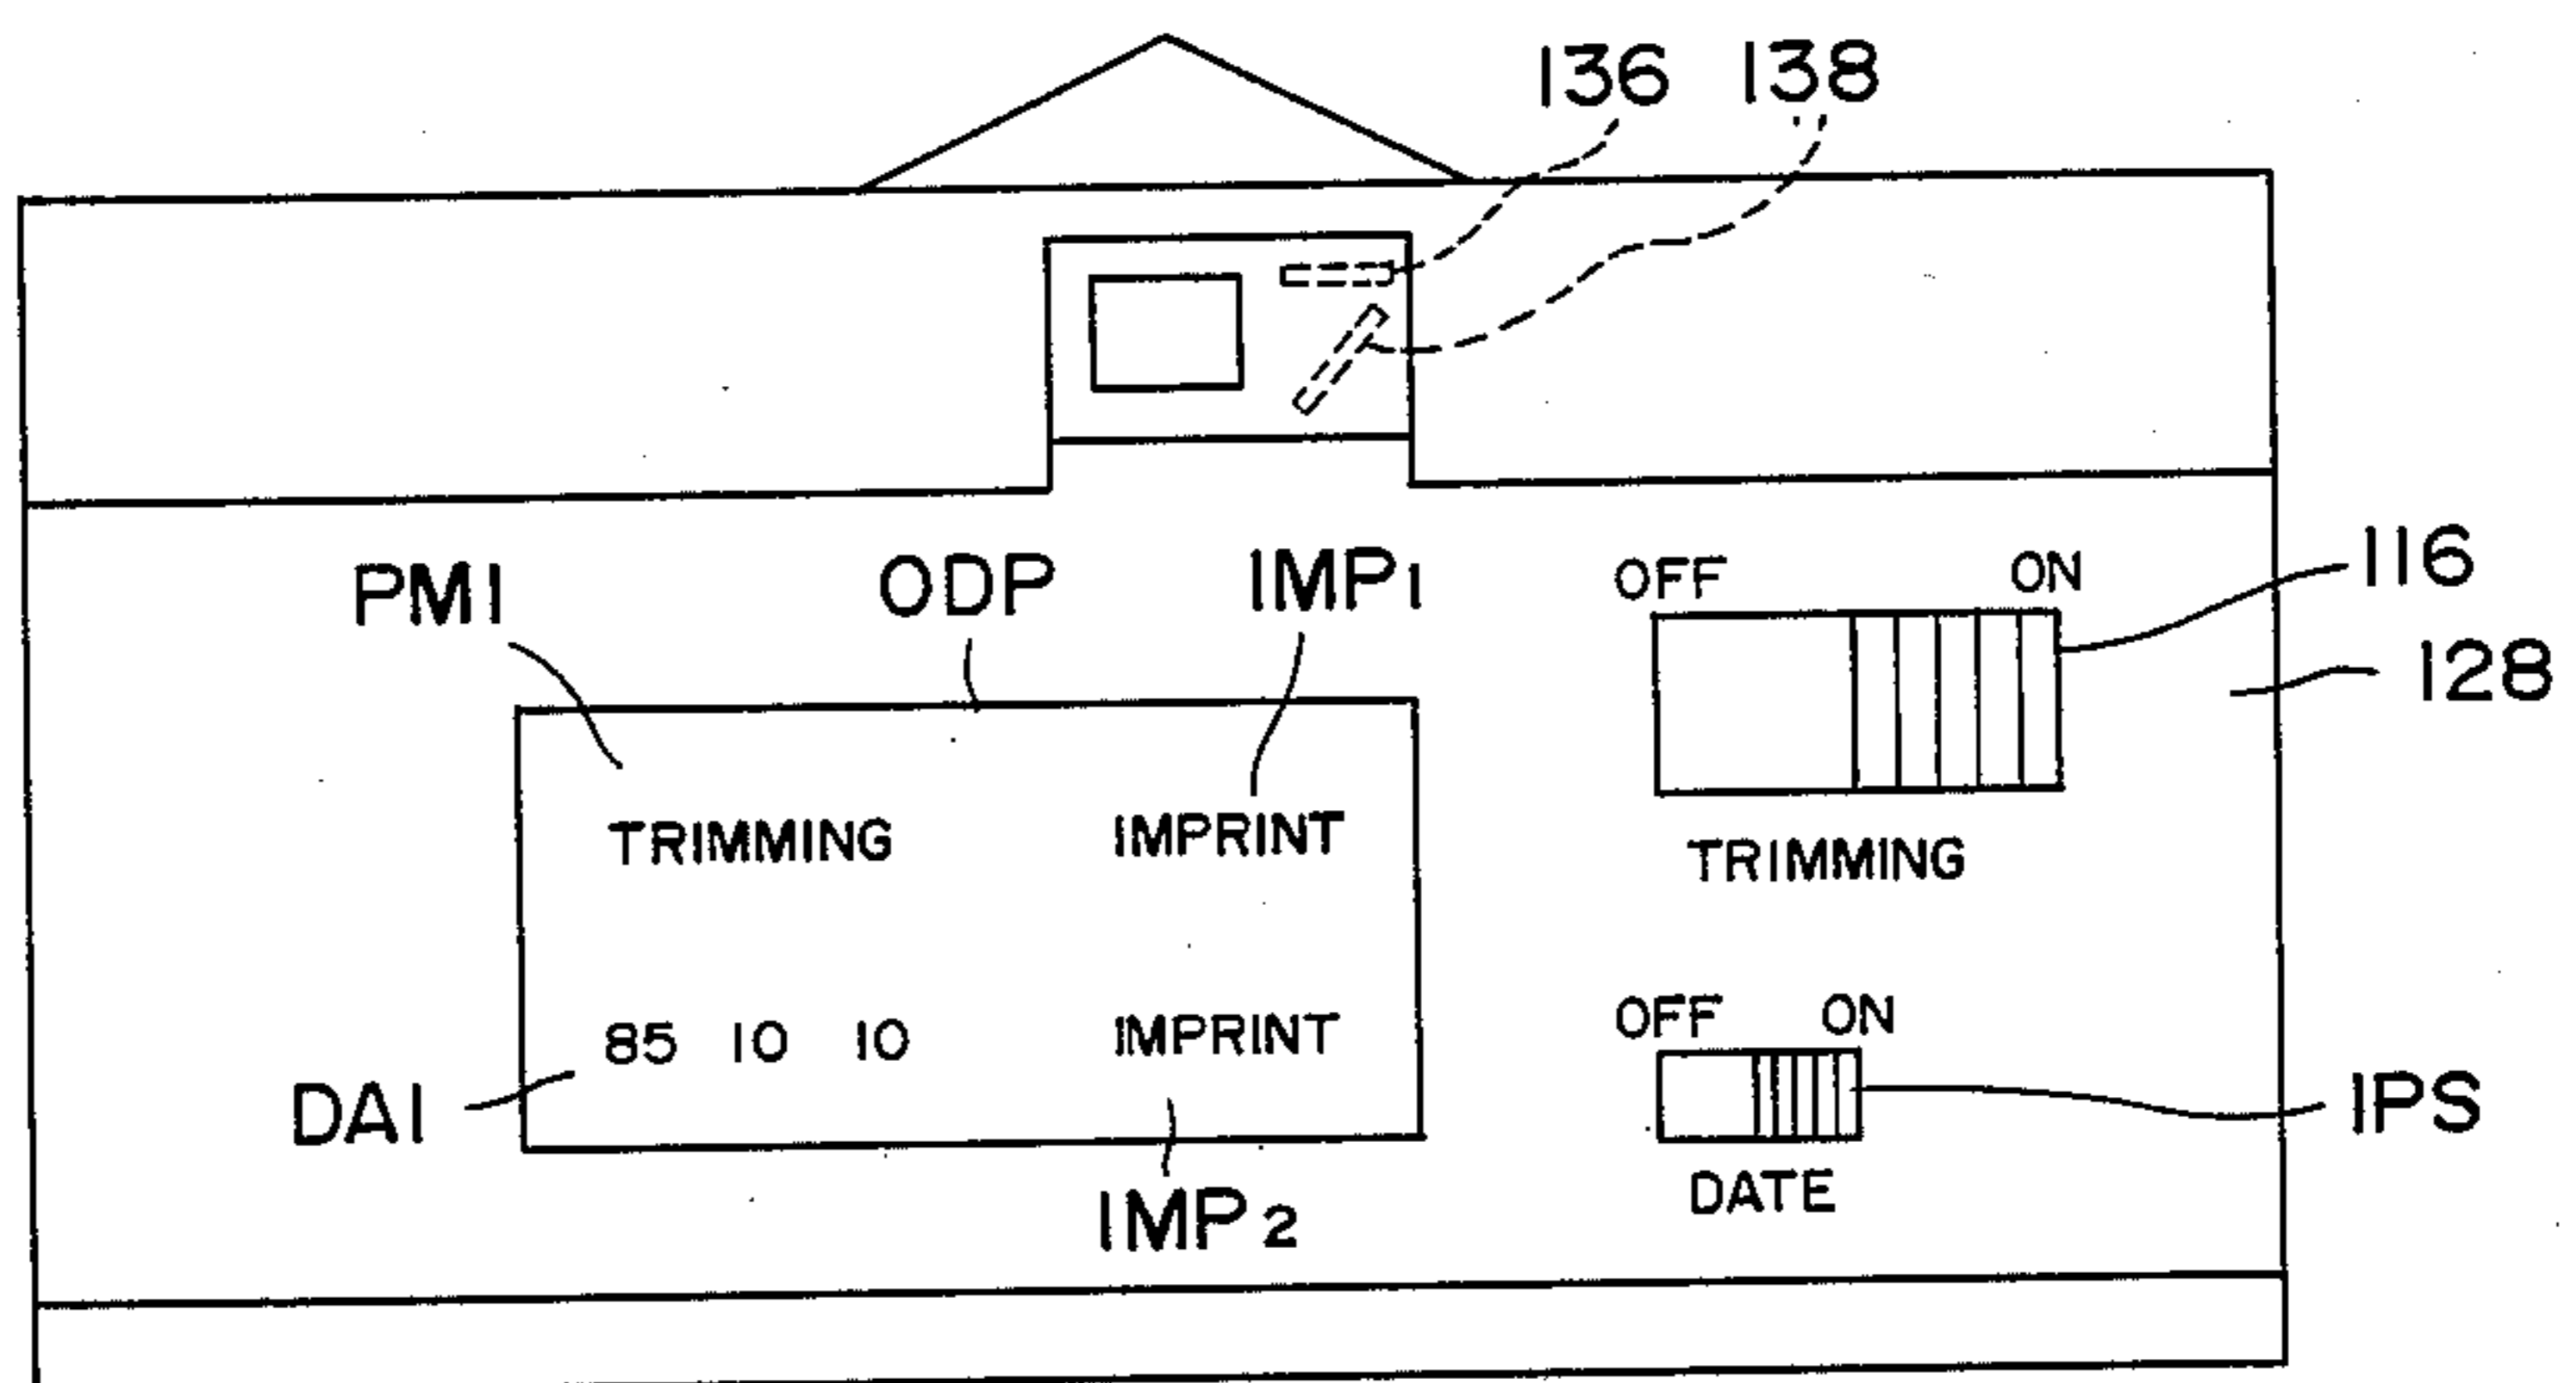 136 138
PM1 ODP IMP1 OFF ON 116
128
TRIMMING IMPRINT
TRIMMING
85 10 10 IMPRINT OFF ON
DA1 IPS
IMP2 DATE